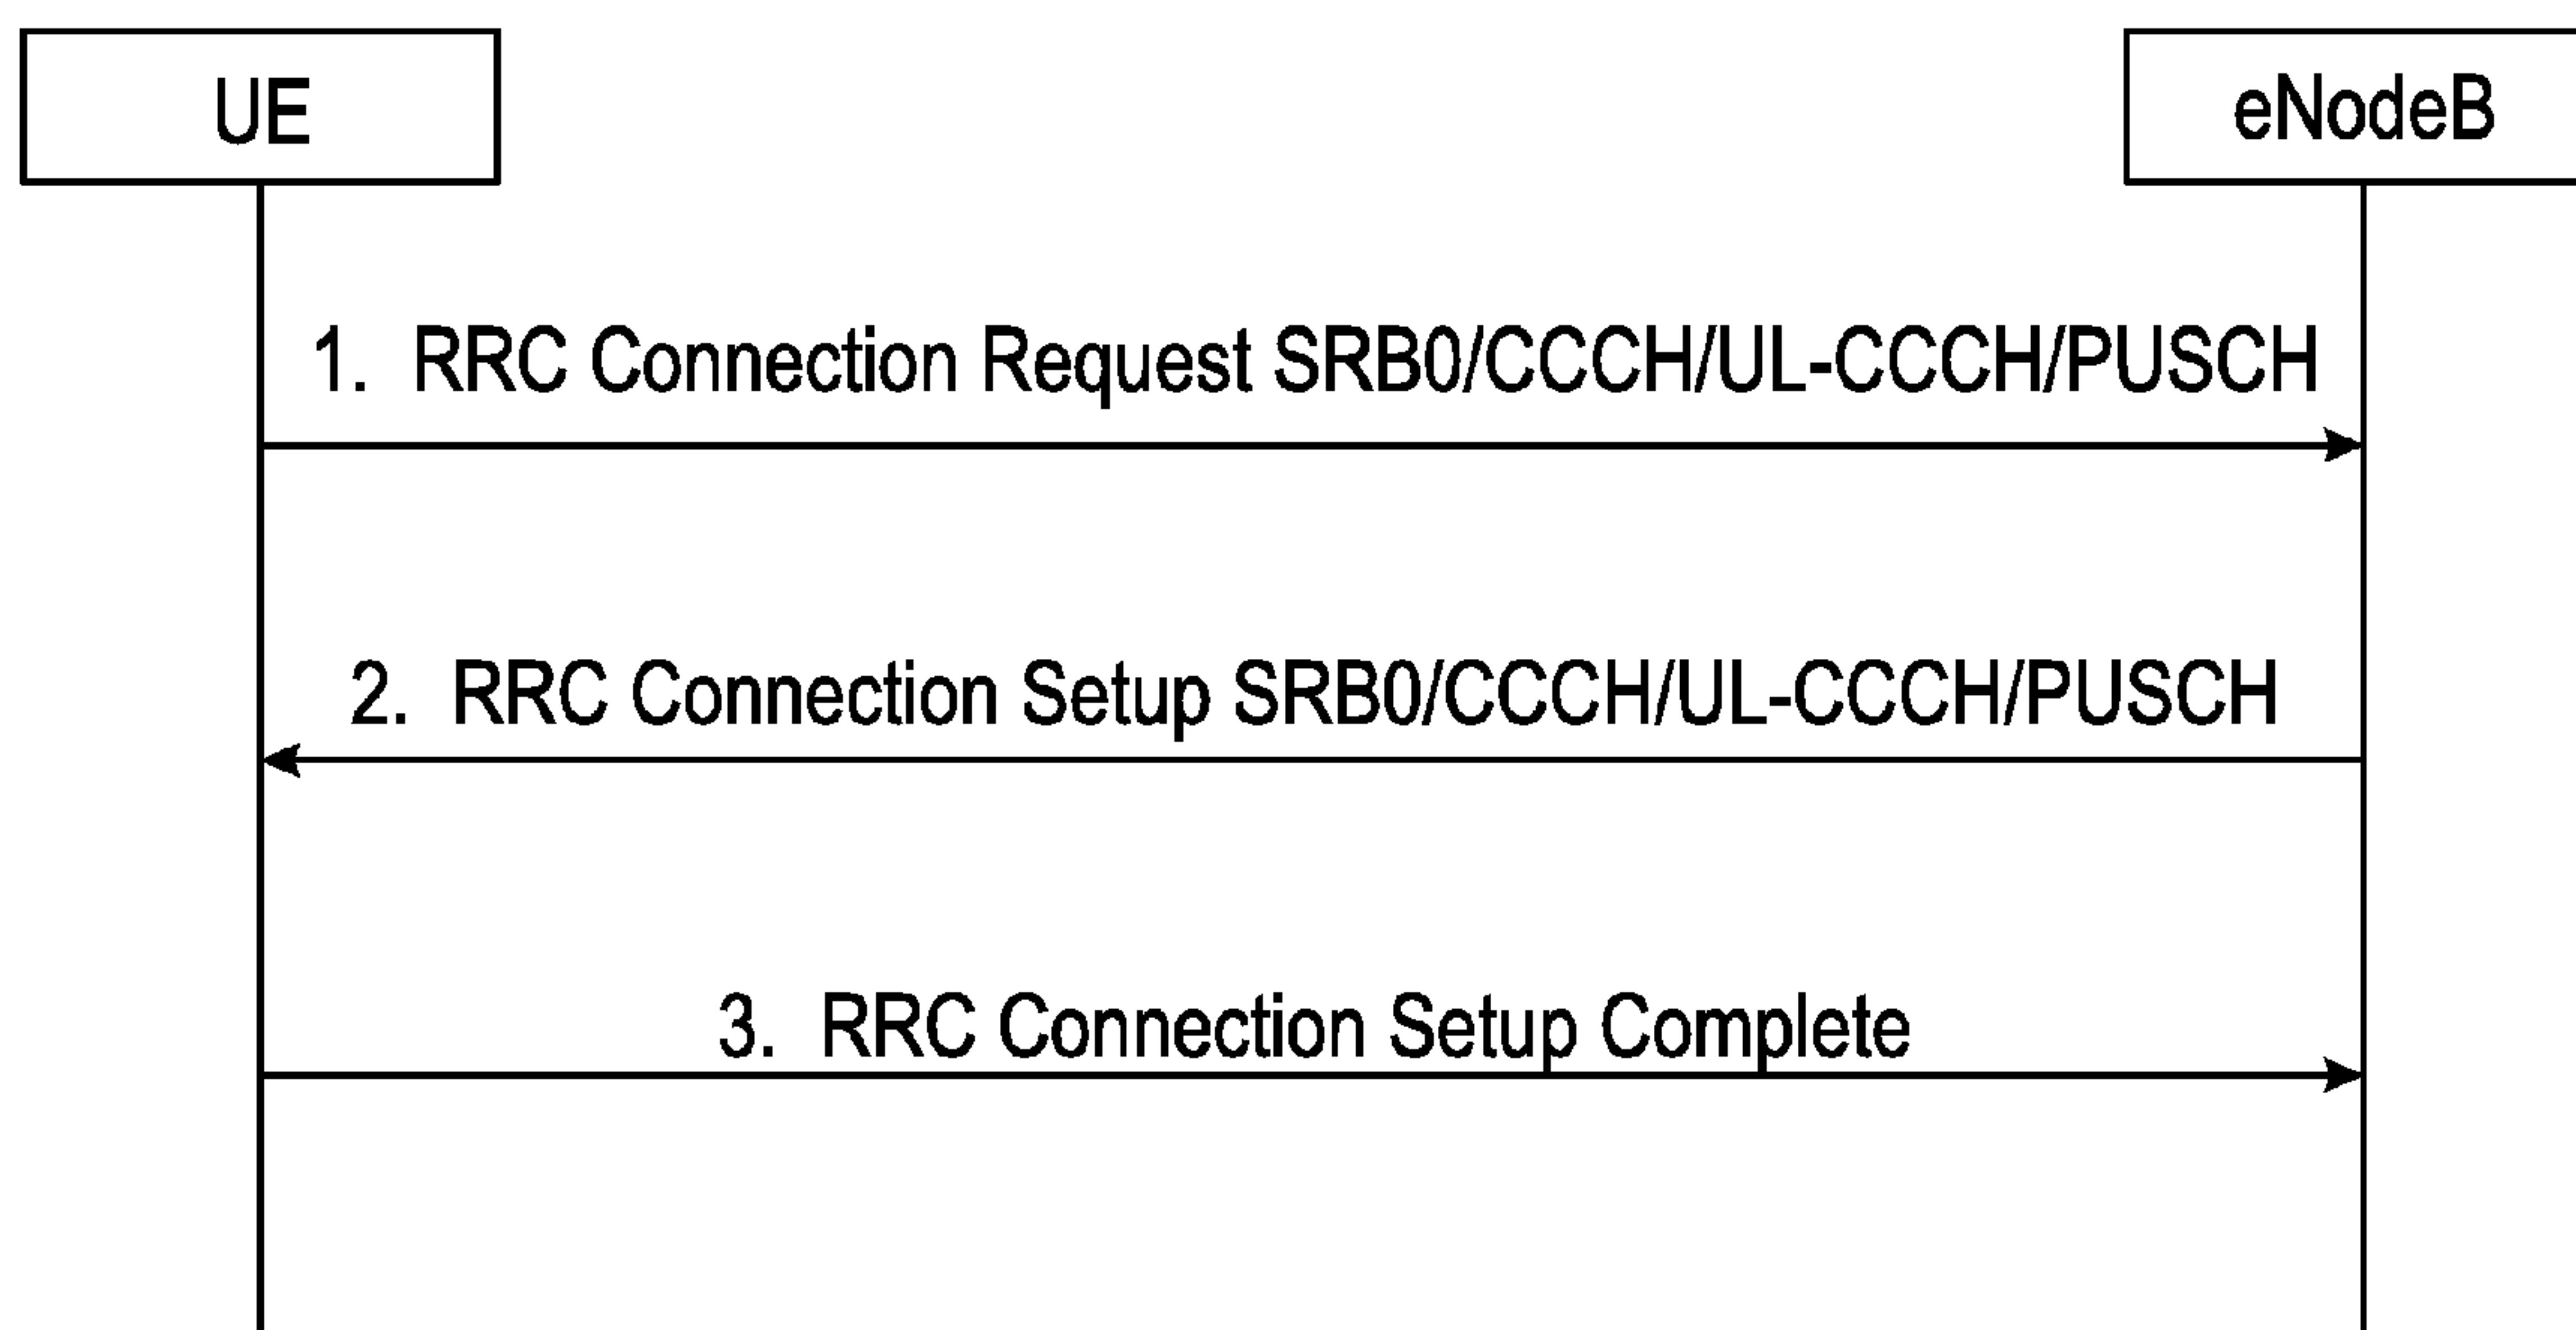 UE
eNodeB
1. RRC Connection Request SRB0/CCCH/UL-CCCH/PUSCH
2. RRC Connection Setup SRB0/CCCH/UL-CCCH/PUSCH
3. RRC Connection Setup Complete